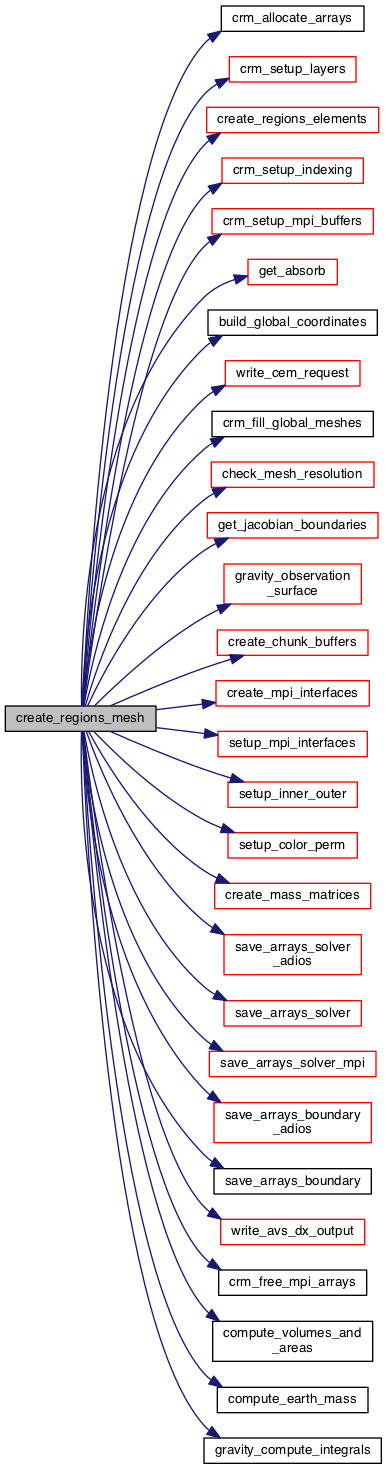 crm_allocate_arrays
crm_setup_layers
create_regions_elements
crm_setup_indexing
crm_setup_mpi_buffers
get_absorb
build_global_coordinates
write_cem_request
crm_fill_global_meshes
check_mesh_resolution
get_jacobian_boundaries
gravity_observation
_surface
create_chunk_buffers
create_mpi_interfaces
create_regions_mesh
setup_mpi_interfaces
setup_inner_outer
setup_color_perm
create_mass_matrices
save_arrays_solver
_adios
save_arrays_solver
save_arrays_solver_mpi
save_arrays_boundary
_adios
save_arrays_boundary
write_avs_dx_output
crm_free_mpi_arrays
compute_volumes_and
_areas
compute_earth_mass
gravity_compute_integrals